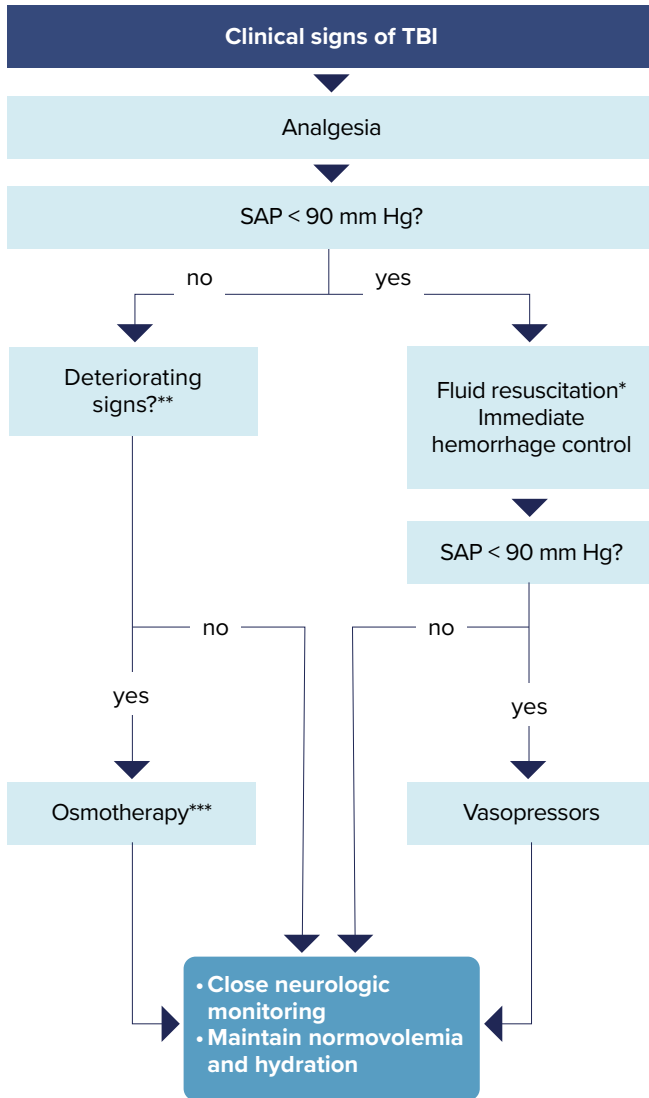 Clinical signs of TBI
Analgesia
SAP < 90 mm Hg?
no
yes
Deteriorating
signs?**
Fluid resuscitation*
Immediate
hemorrhage control
SAP < 90 mm Hg?
no
no
yes
yes
Osmotherapy***
Vasopressors
• Close neurologic
monitoring
• Maintain normovolemia
and hydration